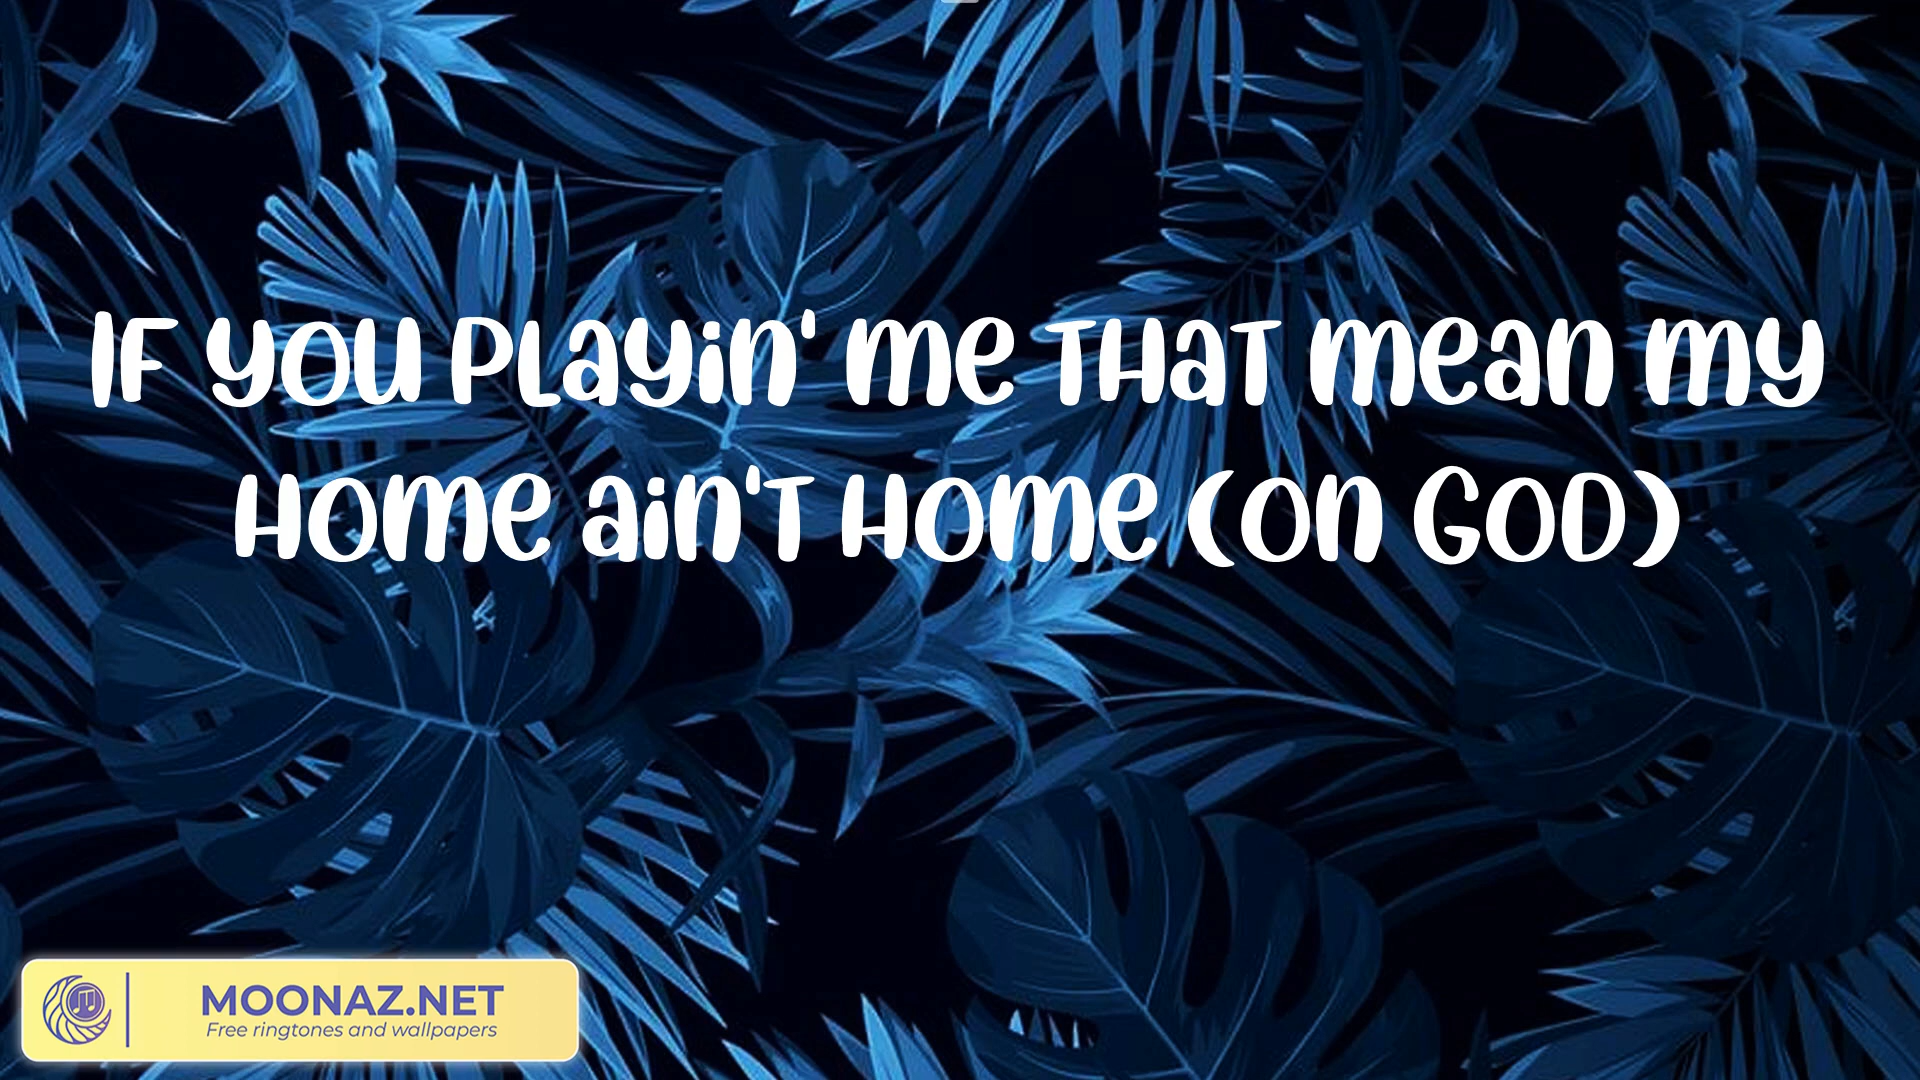 IF YOU PLAYIN' ME THAT MEAN MY
HOME AIN'T HOME (ON GOD)
MOONAZ.NET
Free ringtones and wallpapers